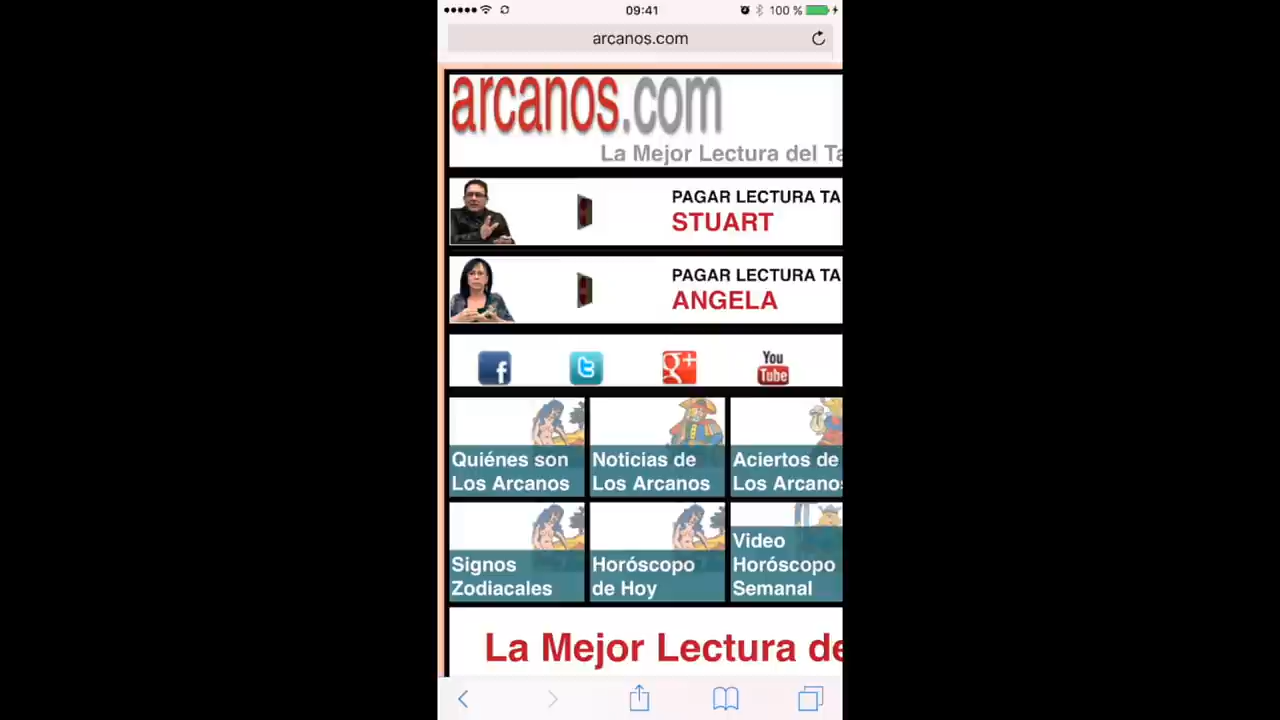 09:41
100 %
arcanos.com
arcanos.com
La Mejor Lectura del Ta
PAGAR LECTURA TA
STUART
PAGAR LECTURA TA
ANGELA
You
Tube
Quiénes son
Los Arcanos
Noticias de
Los Arcanos
Aciertos de
Los Arcanos
Signos
Zodiacales
Horóscopo
de Hoy
Video
Horóscopo
Semanal
La Mejor Lectura de